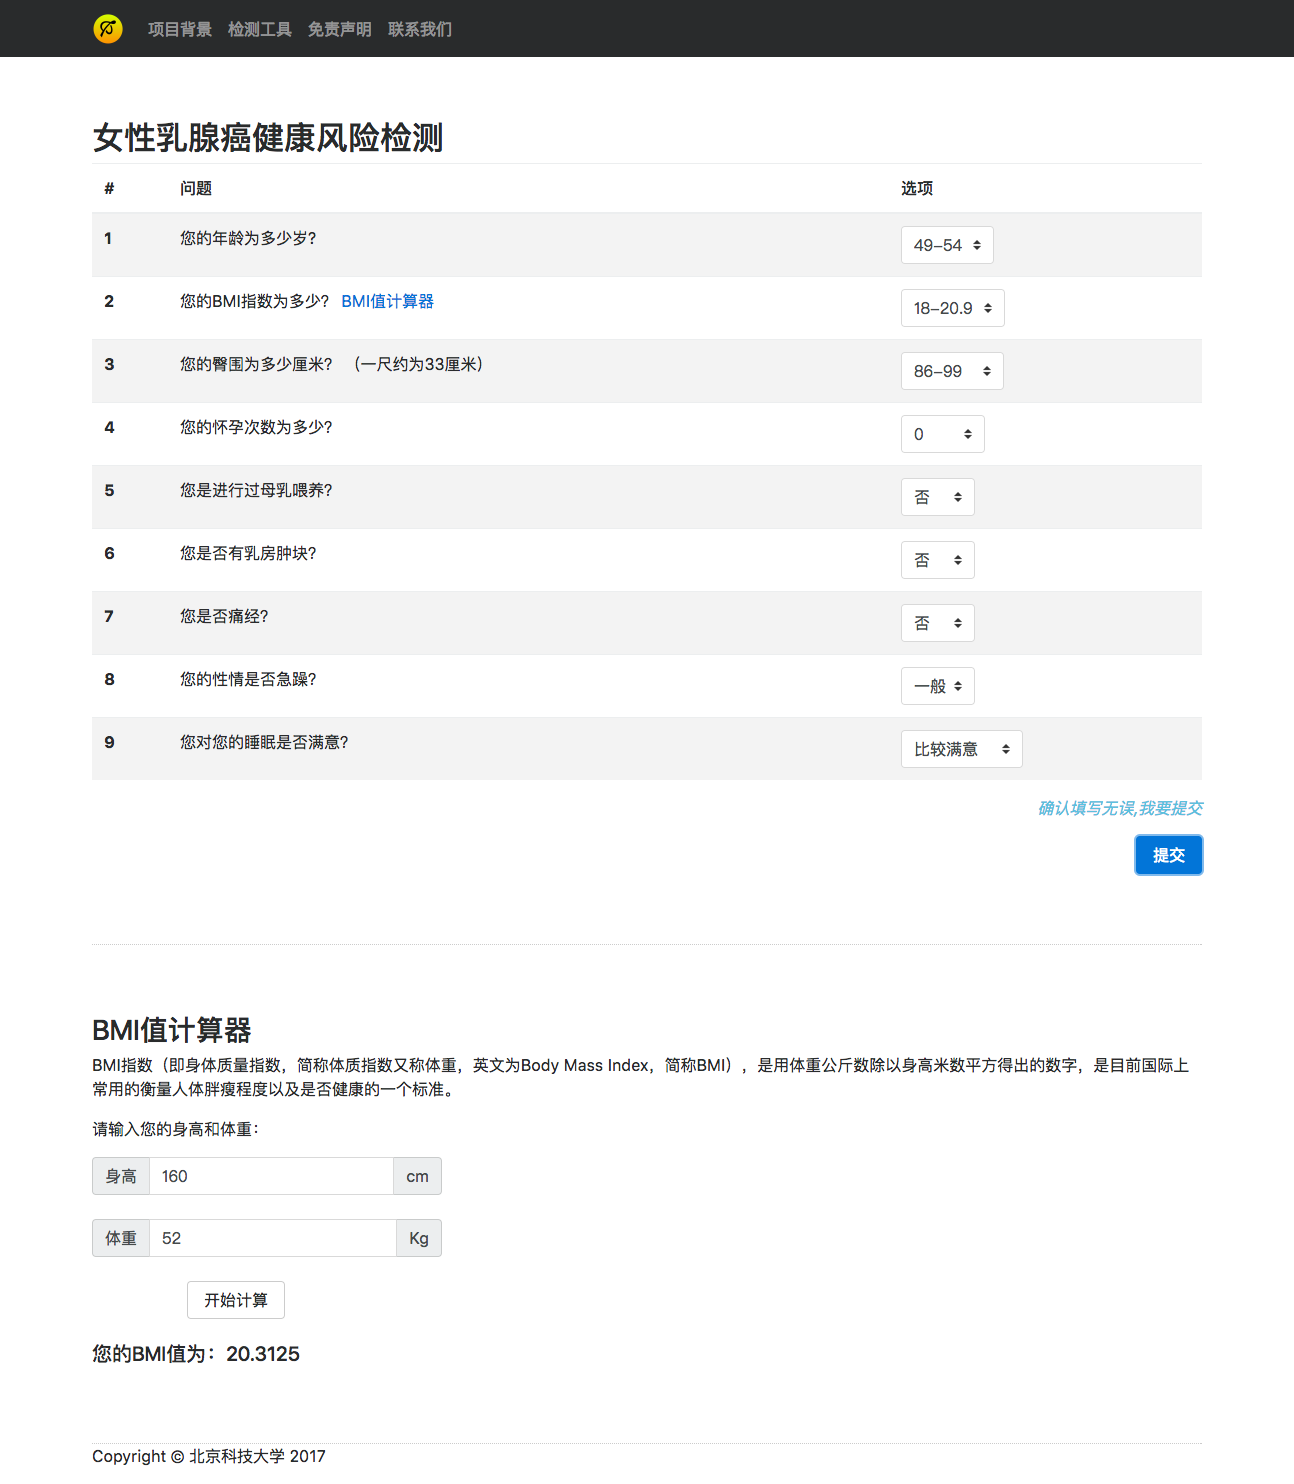 项目背景 检测工具 免责声明 联系我们
女性乳腺癌健康风险检测
# 问题 选项
1 您的年龄为多少岁? 49–54
2 您的BMI指数为多少? BMI值计算器 18–20.9
3 您的臀围为多少厘米? （一尺约为33厘米） 86–99
4 您的怀孕次数为多少? 0
5 您是进行过母乳喂养? 否
6 您是否有乳房肿块? 否
7 您是否痛经? 否
8 您的性情是否急躁? 一般
9 您对您的睡眠是否满意? 比较满意
确认填写无误,我要提交
提交
BMI值计算器
BMI指数（即身体质量指数，简称体质指数又称体重，英文为Body Mass Index，简称BMI），是用体重公斤数除以身高米数平方得出的数字，是目前国际上
常用的衡量人体胖瘦程度以及是否健康的一个标准。
请输入您的身高和体重：
身高 160 cm
体重 52 Kg
开始计算
您的BMI值为：20.3125
Copyright © 北京科技大学 2017